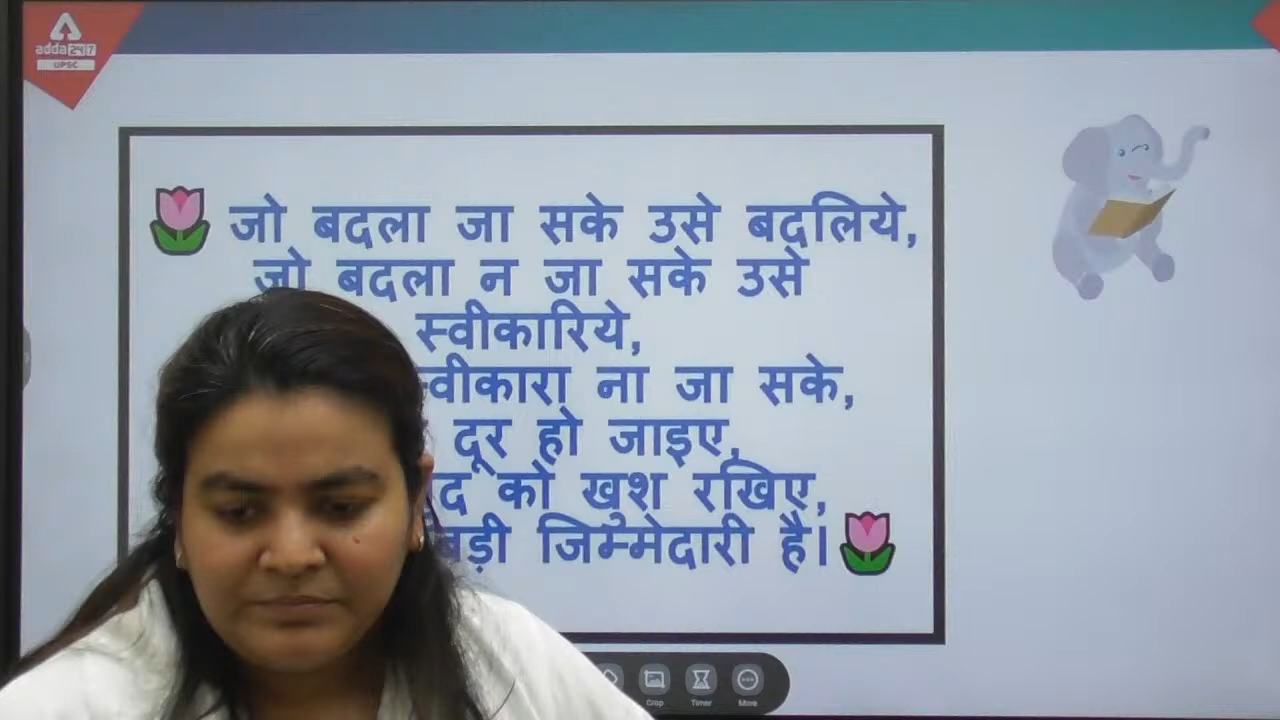 adda247
UPSC
जो बदला जा सके उसे बदलिये,
जो बदला न जा सके उसे
स्वीकारिये,
ना जा सके,
दूर हो जाइए,
को खुश रखिए,
जिम्मेदारी है।
Crop Timer More